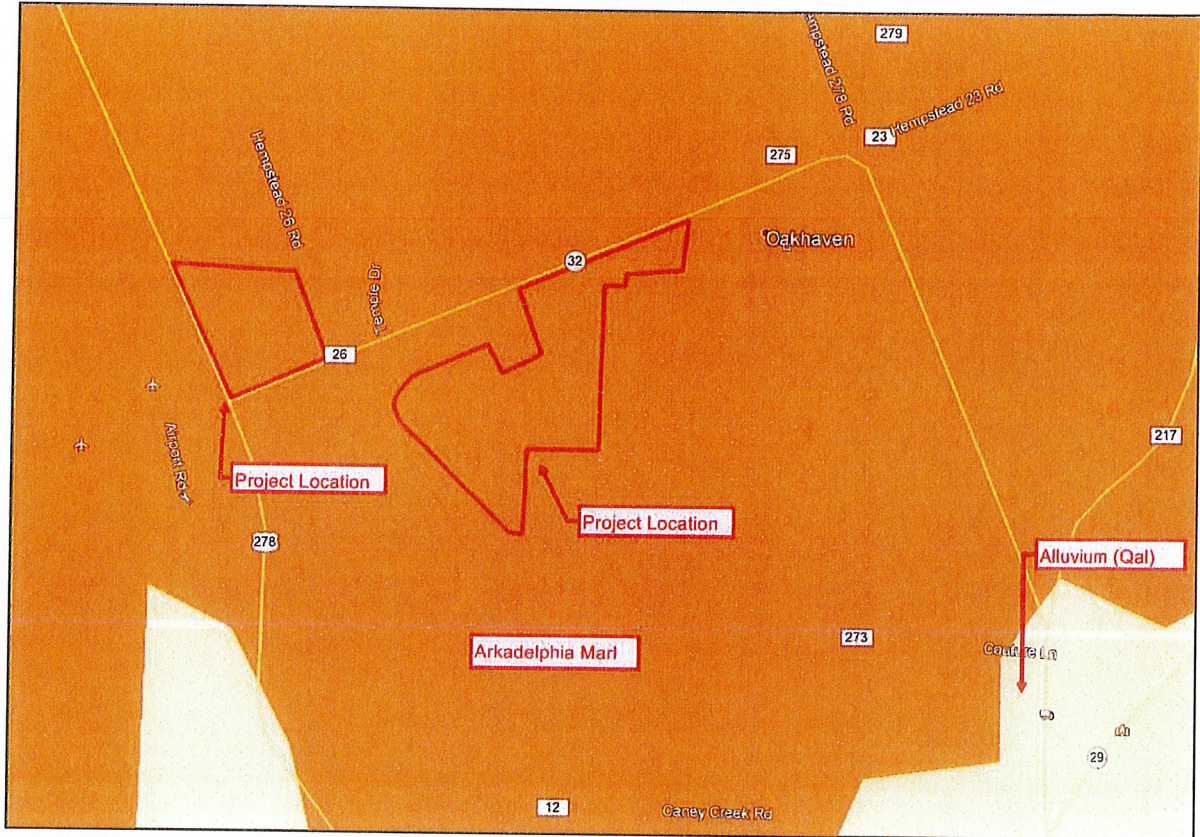 279
mpstead 278 Rd
23
Hempstead 23 Rd
275
Hempstead 26 Rd
Oakhaven
32
Temple Dr
26
217
Airport Rd
Project Location
Project Location
278
Alluvium (Qal)
273
Arkadelphia Marl
Couture Ln
29
12
Caney Creek Rd